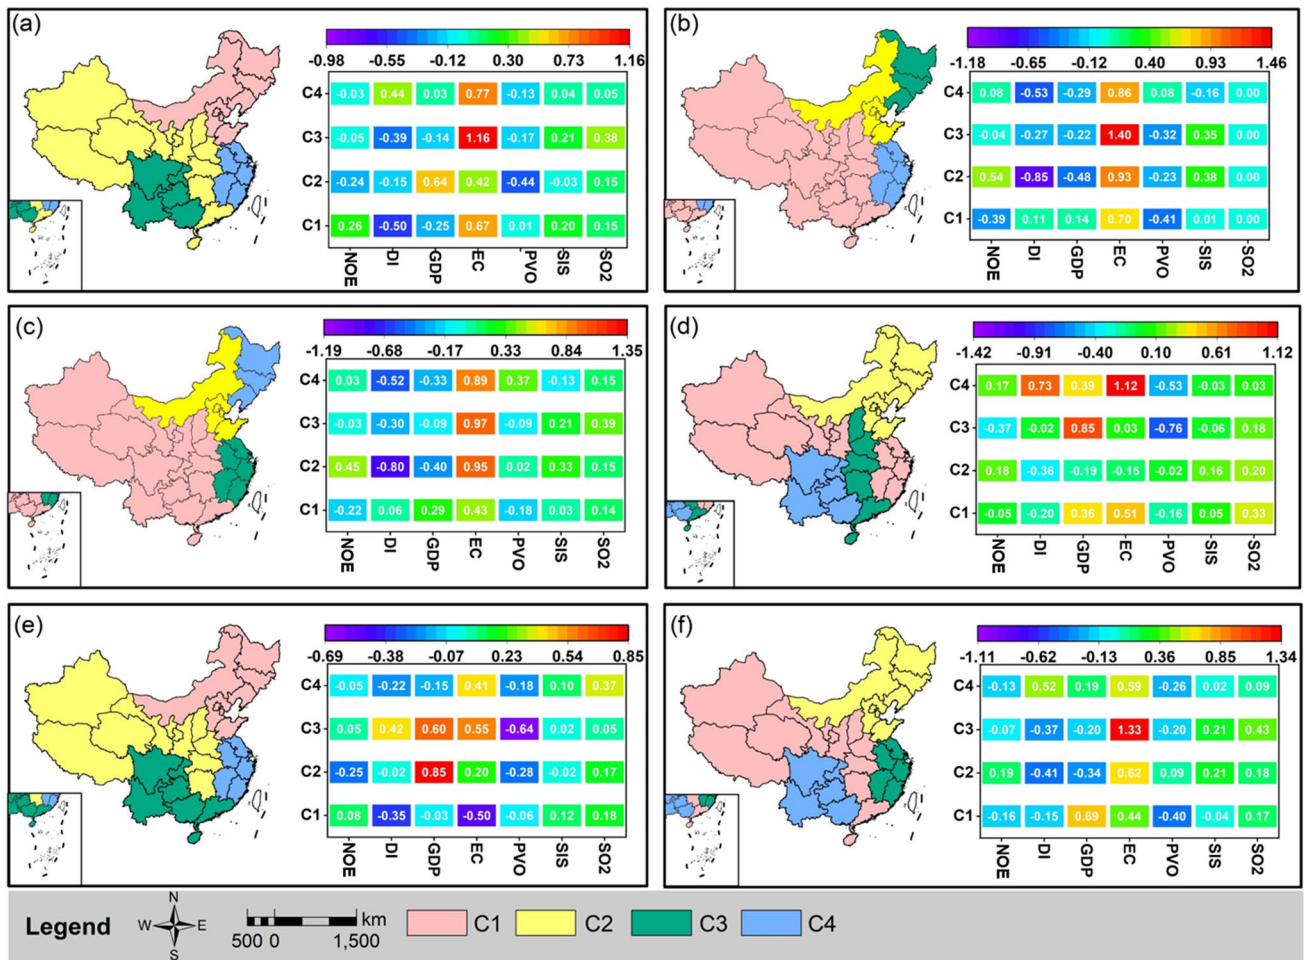 (a)
-0.98 -0.55 -0.12 0.30 0.73 1.16
C4 -0.03 0.44 0.03 0.77 -0.13 0.04 0.05
C3 -0.05 -0.39 -0.14 1.16 -0.17 0.21 0.38
C2 -0.24 -0.15 0.64 0.42 -0.44 -0.03 0.15
C1 0.26 -0.50 -0.25 0.67 0.01 0.20 0.15
NOE DI GDP EC PVO SIS SO2
(b)
-1.18 -0.65 -0.12 0.40 0.93 1.46
C4 0.08 -0.53 -0.29 0.86 0.08 -0.16 0.00
C3 -0.04 -0.27 -0.22 1.40 -0.32 0.35 0.00
C2 0.54 -0.85 -0.48 0.93 -0.23 0.38 0.00
C1 -0.39 0.11 0.14 0.70 -0.41 0.01 0.00
NOE DI GDP EC PVO SIS SO2
(c)
-1.19 -0.68 -0.17 0.33 0.84 1.35
C4 0.03 -0.52 -0.33 0.89 0.37 -0.13 0.15
C3 -0.03 -0.30 -0.09 0.97 -0.09 0.21 0.39
C2 0.45 -0.80 -0.40 0.95 0.02 0.33 0.15
C1 -0.22 0.06 0.29 0.43 -0.18 0.03 0.14
NOE DI GDP EC PVO SIS SO2
(d)
-1.42 -0.91 -0.40 0.10 0.61 1.12
C4 0.17 0.73 0.39 1.12 -0.53 -0.03 0.03
C3 -0.37 -0.02 0.85 0.03 -0.76 -0.06 0.18
C2 0.18 -0.36 -0.19 -0.15 -0.02 0.16 0.20
C1 -0.05 -0.20 0.36 0.51 -0.16 0.05 0.33
NOE DI GDP EC PVO SIS SO2
(e)
-0.69 -0.38 -0.07 0.23 0.54 0.85
C4 -0.05 -0.22 -0.15 0.41 -0.18 0.10 0.37
C3 0.05 0.42 0.60 0.55 -0.64 0.02 0.05
C2 -0.25 -0.02 0.85 0.20 -0.28 -0.02 0.17
C1 0.08 -0.35 -0.03 -0.50 -0.06 0.12 0.18
NOE DI GDP EC PVO SIS SO2
(f)
-1.11 -0.62 -0.13 0.36 0.85 1.34
C4 -0.13 0.52 0.19 0.59 -0.26 0.02 0.09
C3 -0.07 -0.37 -0.20 1.33 -0.20 0.21 0.43
C2 0.19 -0.41 -0.34 0.62 0.09 0.21 0.18
C1 -0.16 -0.15 0.69 0.44 -0.40 -0.04 0.17
NOE DI GDP EC PVO SIS SO2
Legend
N
W E
S
km
500 0 1,500
C1 C2 C3 C4